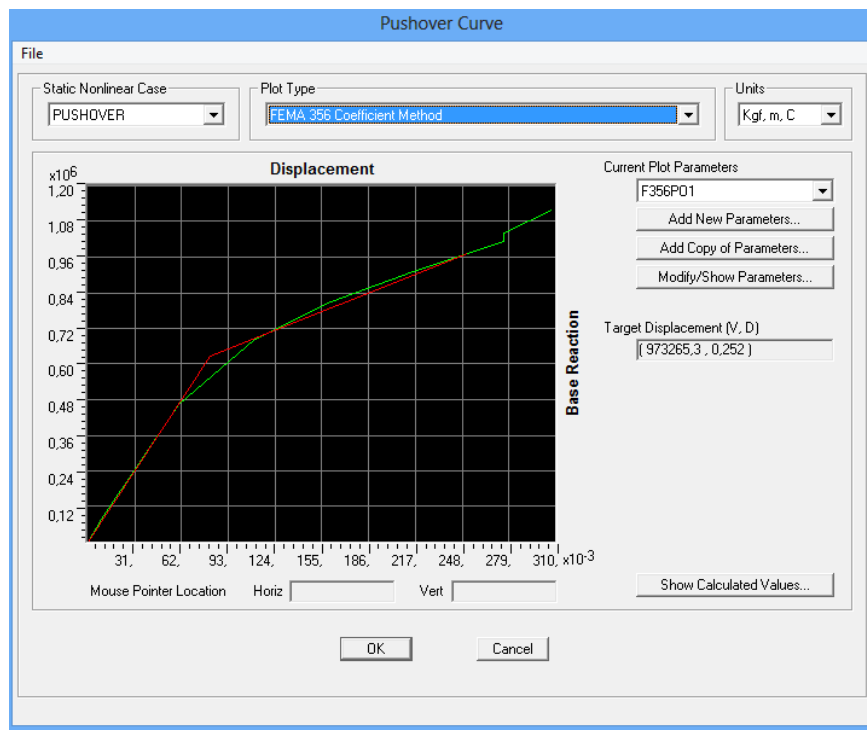 Pushover Curve
File
Static Nonlinear Case
PUSHOVER
Plot Type
FEMA 356 Coefficient Method
Units
Kgf, m, C
Displacement
x10^6
1,20
1,08
0,96
0,84
0,72
0,60
0,48
0,36
0,24
0,12
31, 62, 93, 124, 155, 186, 217, 248, 279, 310, x10^-3
Base Reaction
Mouse Pointer Location Horiz Vert
Current Plot Parameters
F356PO1
Add New Parameters...
Add Copy of Parameters...
Modify/Show Parameters...
Target Displacement (V, D)
( 973265,3 , 0,252 )
Show Calculated Values...
OK Cancel